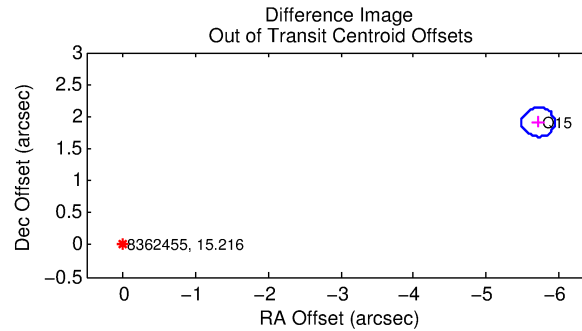 Difference Image
Out of Transit Centroid Offsets
Dec Offset (arcsec)
3
2.5
2
1.5
1
0.5
0
−0.5
Q15
8362455, 15.216
0 −1 −2 −3 −4 −5 −6
RA Offset (arcsec)